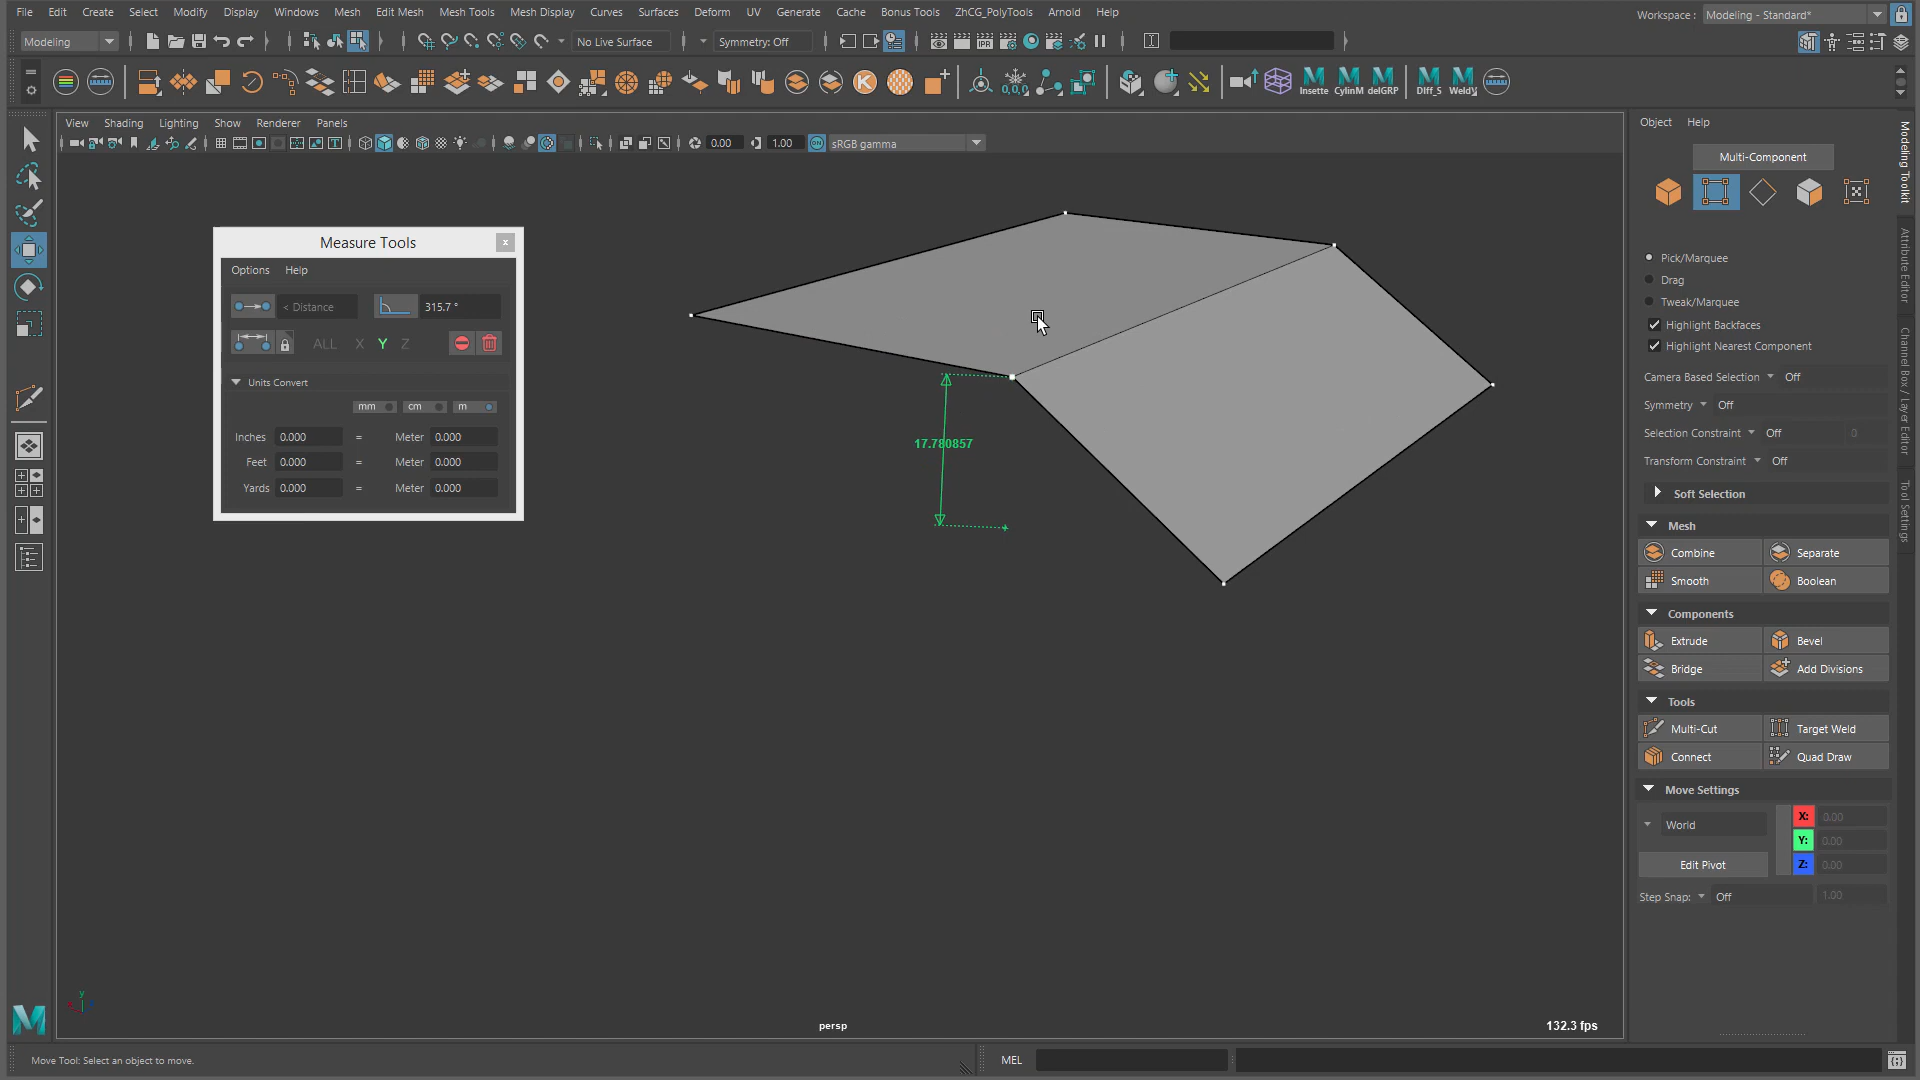 File Edit Create Select Modify Display Windows Mesh Edit Mesh Mesh Tools Mesh Display Curves Surfaces Deform UV Generate Cache Bonus Tools ZhCG_PolyTools Arnold Help
Workspace : Modeling - Standard*
Modeling
No Live Surface
Symmetry: Off
IPR
0,0,0
K
Insette CylinM delGRP
Diff_S WeldV
View Shading Lighting Show Renderer Panels
0.00 1.00 sRGB gamma
Object Help
Multi-Component
Pick/Marquee
Drag
Tweak/Marquee
Highlight Backfaces
Highlight Nearest Component
Camera Based Selection Off
Symmetry Off
Selection Constraint Off 0
Transform Constraint Off
Soft Selection
Mesh
Combine Separate
Smooth Boolean
Components
Extrude Bevel
Bridge Add Divisions
Tools
Multi-Cut Target Weld
Connect Quad Draw
Move Settings
World
X: 0.00
Y: 0.00
Edit Pivot
Z: 0.00
Step Snap: Off 1.00
Modeling Toolkit
Attribute Editor
Channel Box / Layer Editor
Tool Settings
Measure Tools
x
Options Help
< Distance 315.7 °
ALL X Y Z
Units Convert
mm cm m
Inches 0.000 = Meter 0.000
Feet 0.000 = Meter 0.000
Yards 0.000 = Meter 0.000
17.780857
y
persp
132.3 fps
Move Tool: Select an object to move.
MEL